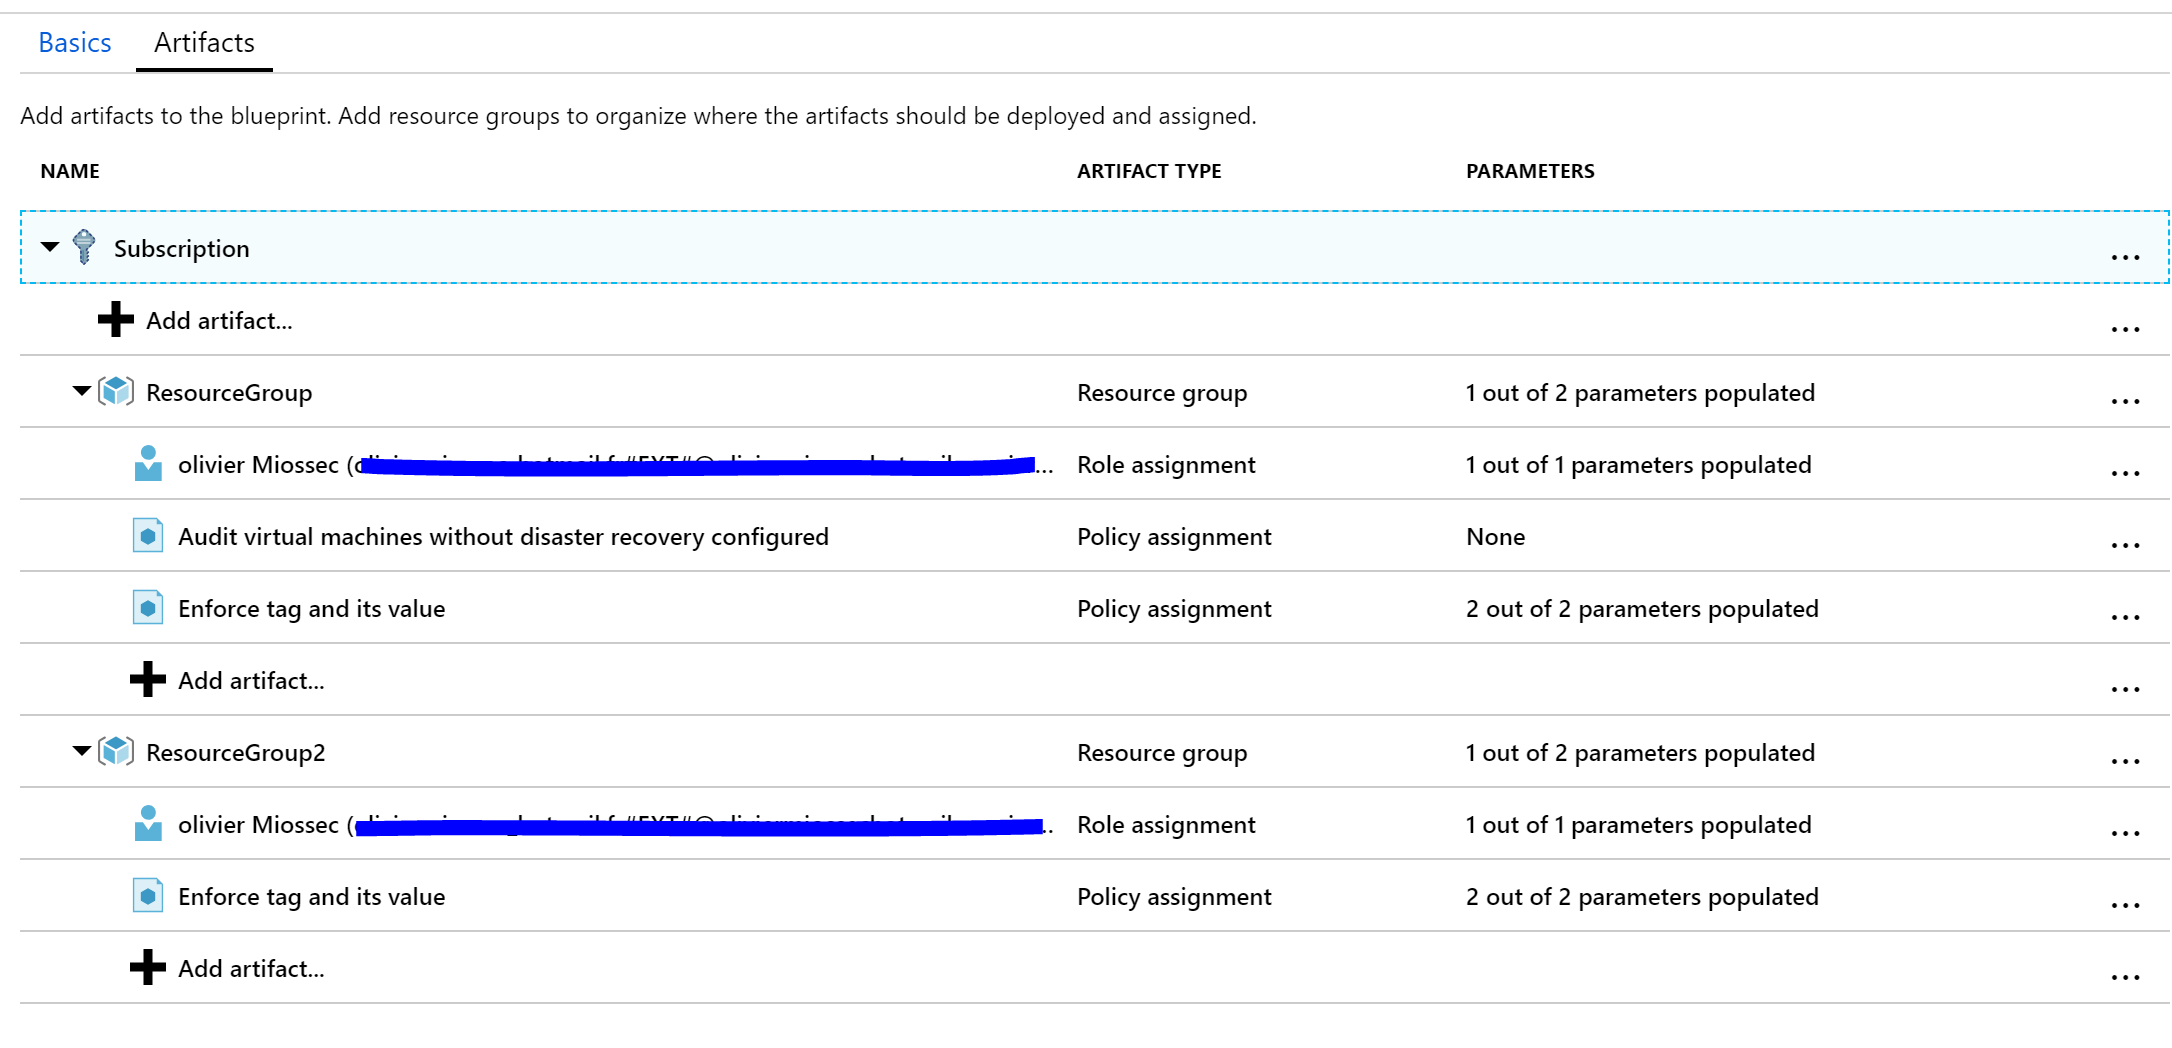 Basics Artifacts
Add artifacts to the blueprint. Add resource groups to organize where the artifacts should be deployed and assigned.
NAME ARTIFACT TYPE PARAMETERS
Subscription ...
Add artifact... ...
ResourceGroup Resource group 1 out of 2 parameters populated ...
olivier Miossec ( ... Role assignment 1 out of 1 parameters populated ...
Audit virtual machines without disaster recovery configured Policy assignment None ...
Enforce tag and its value Policy assignment 2 out of 2 parameters populated ...
Add artifact... ...
ResourceGroup2 Resource group 1 out of 2 parameters populated ...
olivier Miossec ( .. Role assignment 1 out of 1 parameters populated ...
Enforce tag and its value Policy assignment 2 out of 2 parameters populated ...
Add artifact... ...